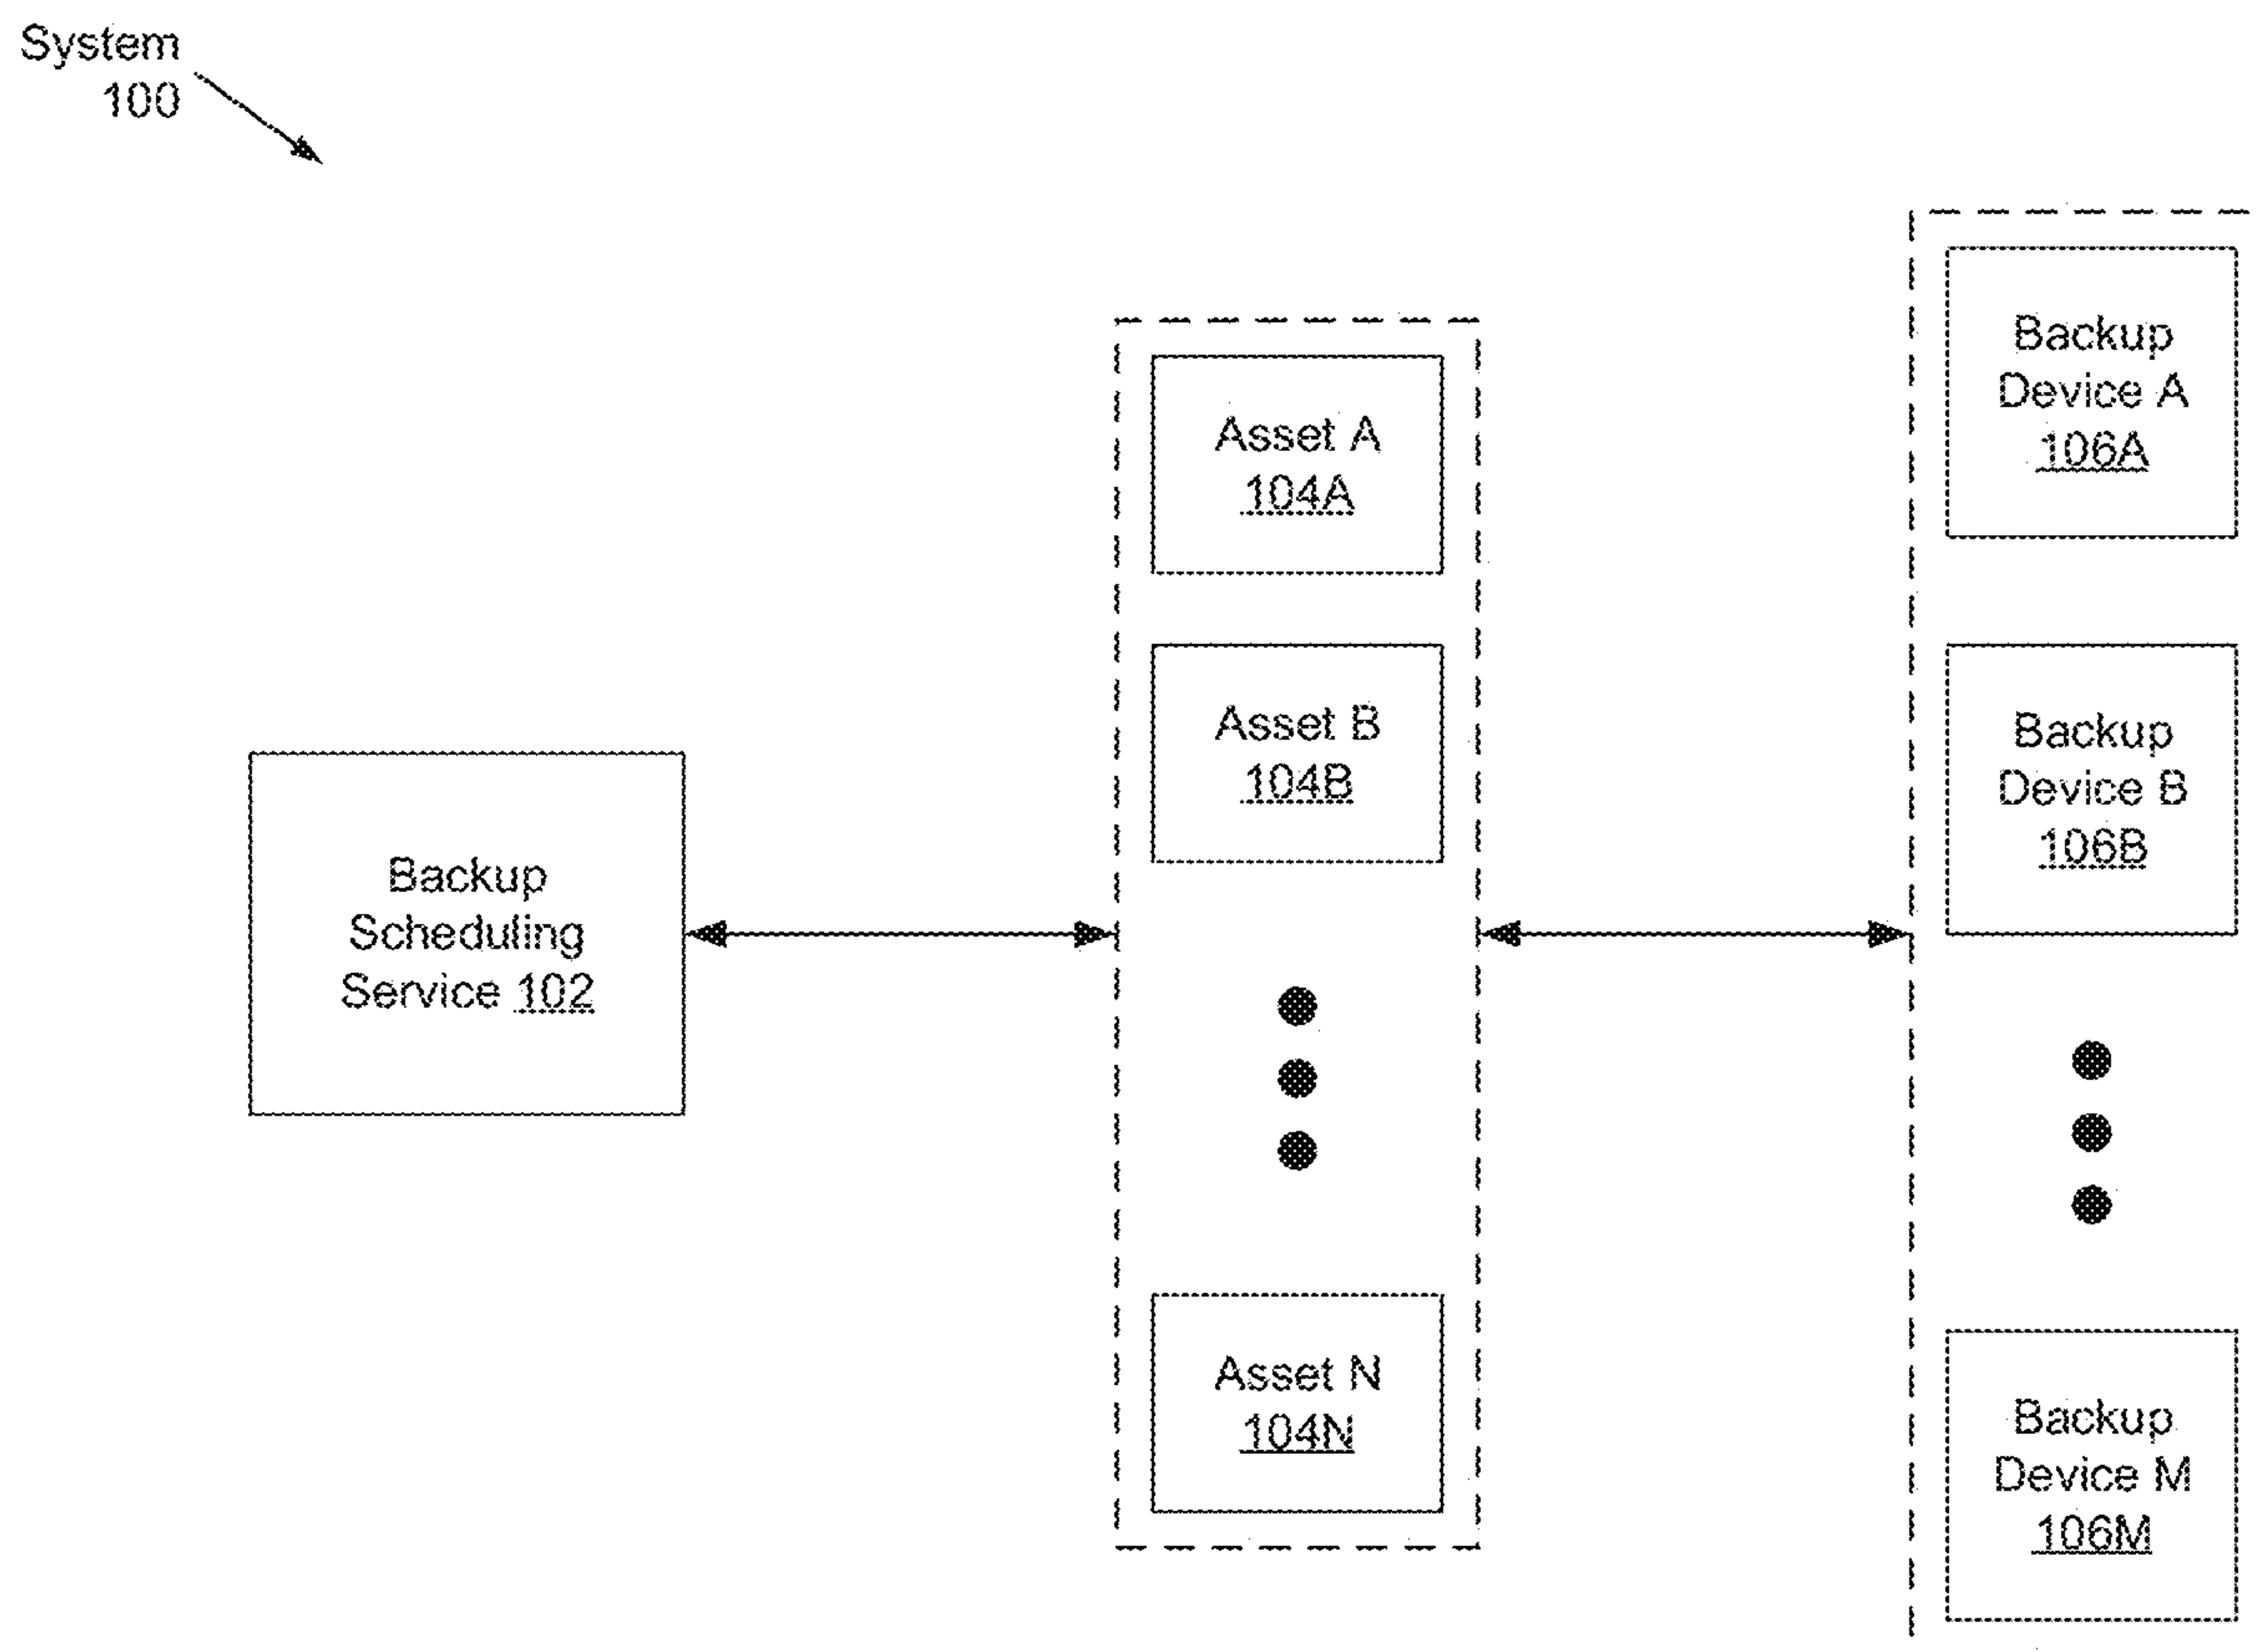 System
100
Backup
Scheduling
Service 102
Asset A
104A
Asset B
104B
Asset N
104N
Backup
Device A
106A
Backup
Device B
106B
Backup
Device M
106M